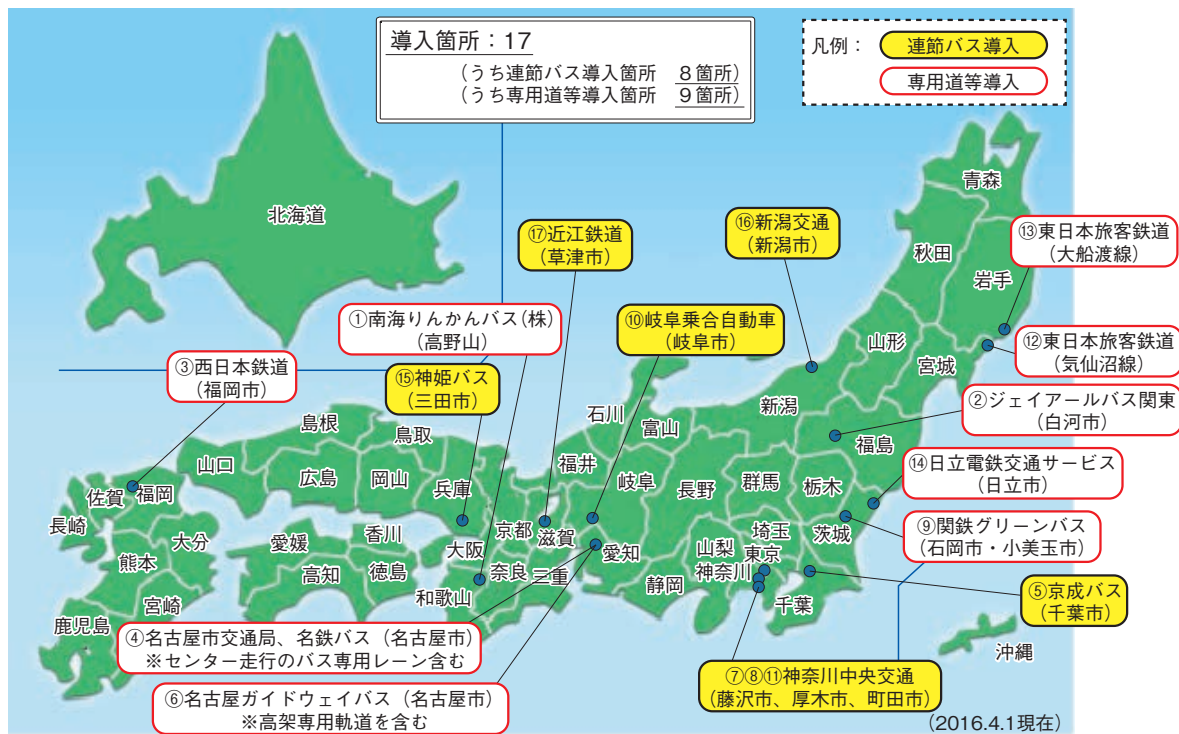 導入箇所：17
（うち連節バス導入箇所　８箇所）
（うち専用道等導入箇所　９箇所）
凡例：
連節バス導入
専用道等導入
北海道
青森
秋田
岩手
山形
宮城
新潟
福島
石川
富山
福井
岐阜
長野
群馬
栃木
茨城
埼玉
東京
山梨
神奈川
千葉
静岡
愛知
三重
滋賀
京都
奈良
大阪
和歌山
兵庫
鳥取
島根
岡山
広島
山口
香川
徳島
愛媛
高知
福岡
佐賀
長崎
大分
熊本
宮崎
鹿児島
沖縄
⑰近江鉄道
（草津市）
⑯新潟交通
（新潟市）
⑬東日本旅客鉄道
（大船渡線）
①南海りんかんバス(株)
（高野山）
⑩岐阜乗合自動車
（岐阜市）
⑫東日本旅客鉄道
（気仙沼線）
③西日本鉄道
（福岡市）
⑮神姫バス
（三田市）
②ジェイアールバス関東
（白河市）
⑭日立電鉄交通サービス
（日立市）
⑨関鉄グリーンバス
（石岡市・小美玉市）
⑤京成バス
（千葉市）
④名古屋市交通局、名鉄バス（名古屋市）
※センター走行のバス専用レーン含む
⑥名古屋ガイドウェイバス（名古屋市）
※高架専用軌道を含む
⑦⑧⑪神奈川中央交通
（藤沢市、厚木市、町田市）
（2016.4.1現在）